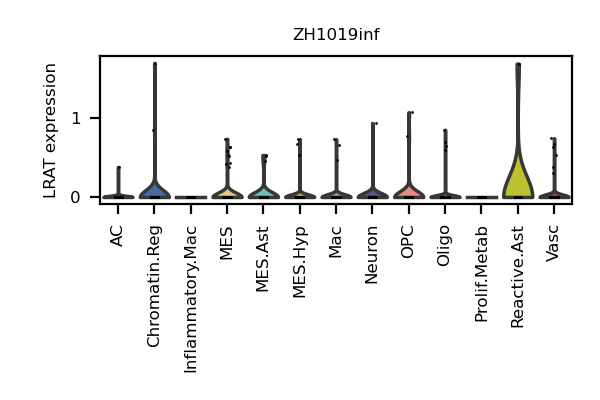 ZH1019inf
LRAT expression
1
0
AC
Chromatin.Reg
Inflammatory.Mac
MES
MES.Ast
MES.Hyp
Mac
Neuron
OPC
Oligo
Prolif.Metab
Reactive.Ast
Vasc